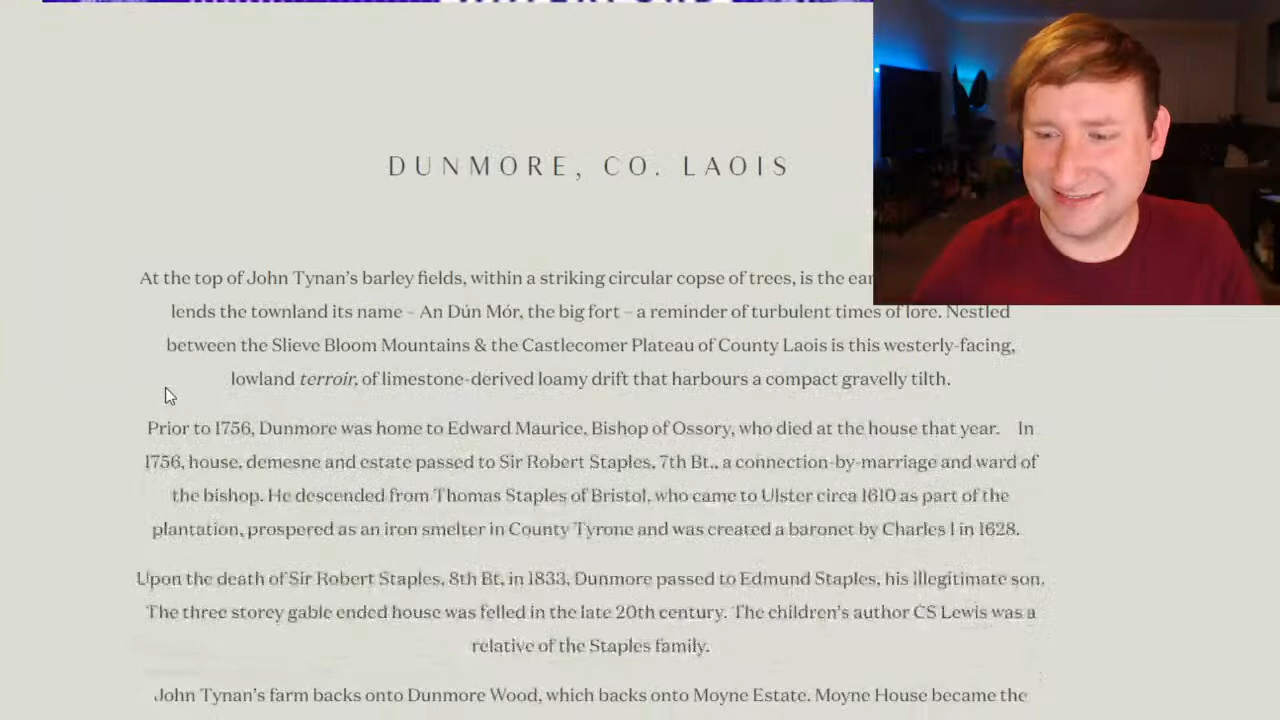 DUNMORE, CO. LAOIS
At the top of John Tynan's barley fields, within a striking circular copse of trees, is the
lends the townland its name – An Dún Mór, the big fort – a reminder of turbulent times of lore. Nestled
between the Slieve Bloom Mountains & the Castlecomer Plateau of County Laois is this westerly-facing,
lowland terroir, of limestone-derived loamy drift that harbours a compact gravelly tilth.
Prior to 1756, Dunmore was home to Edward Maurice, Bishop of Ossory, who died at the house that year. In
1756, house, demesne and estate passed to Sir Robert Staples, 7th Bt., a connection-by-marriage and ward of
the bishop. He descended from Thomas Staples of Bristol, who came to Ulster circa 1610 as part of the
plantation, prospered as an iron smelter in County Tyrone and was created a baronet by Charles I in 1628.
Upon the death of Sir Robert Staples, 8th Bt, in 1833, Dunmore passed to Edmund Staples, his illegitimate son.
The three storey gable ended house was felled in the late 20th century. The children's author CS Lewis was a
relative of the Staples family.
John Tynan's farm backs onto Dunmore Wood, which backs onto Moyne Estate. Moyne House became the